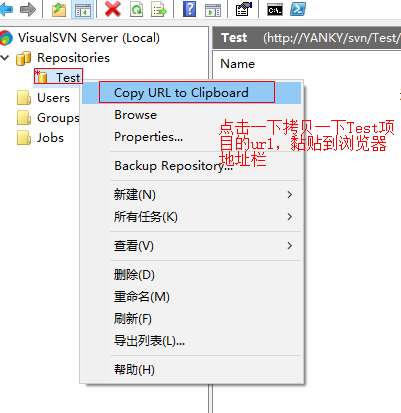 VisualSVN Server (Local)
Repositories
Test
Users
Groups
Jobs
Test (http://YANKY/svn/Test/
Name
Copy URL to Clipboard
Browse
Properties...
Backup Repository...
新建(N)
所有任务(K)
查看(V)
删除(D)
重命名(M)
刷新(F)
导出列表(L)...
帮助(H)
点击一下拷贝一下Test项
目的url，黏贴到浏览器
地址栏